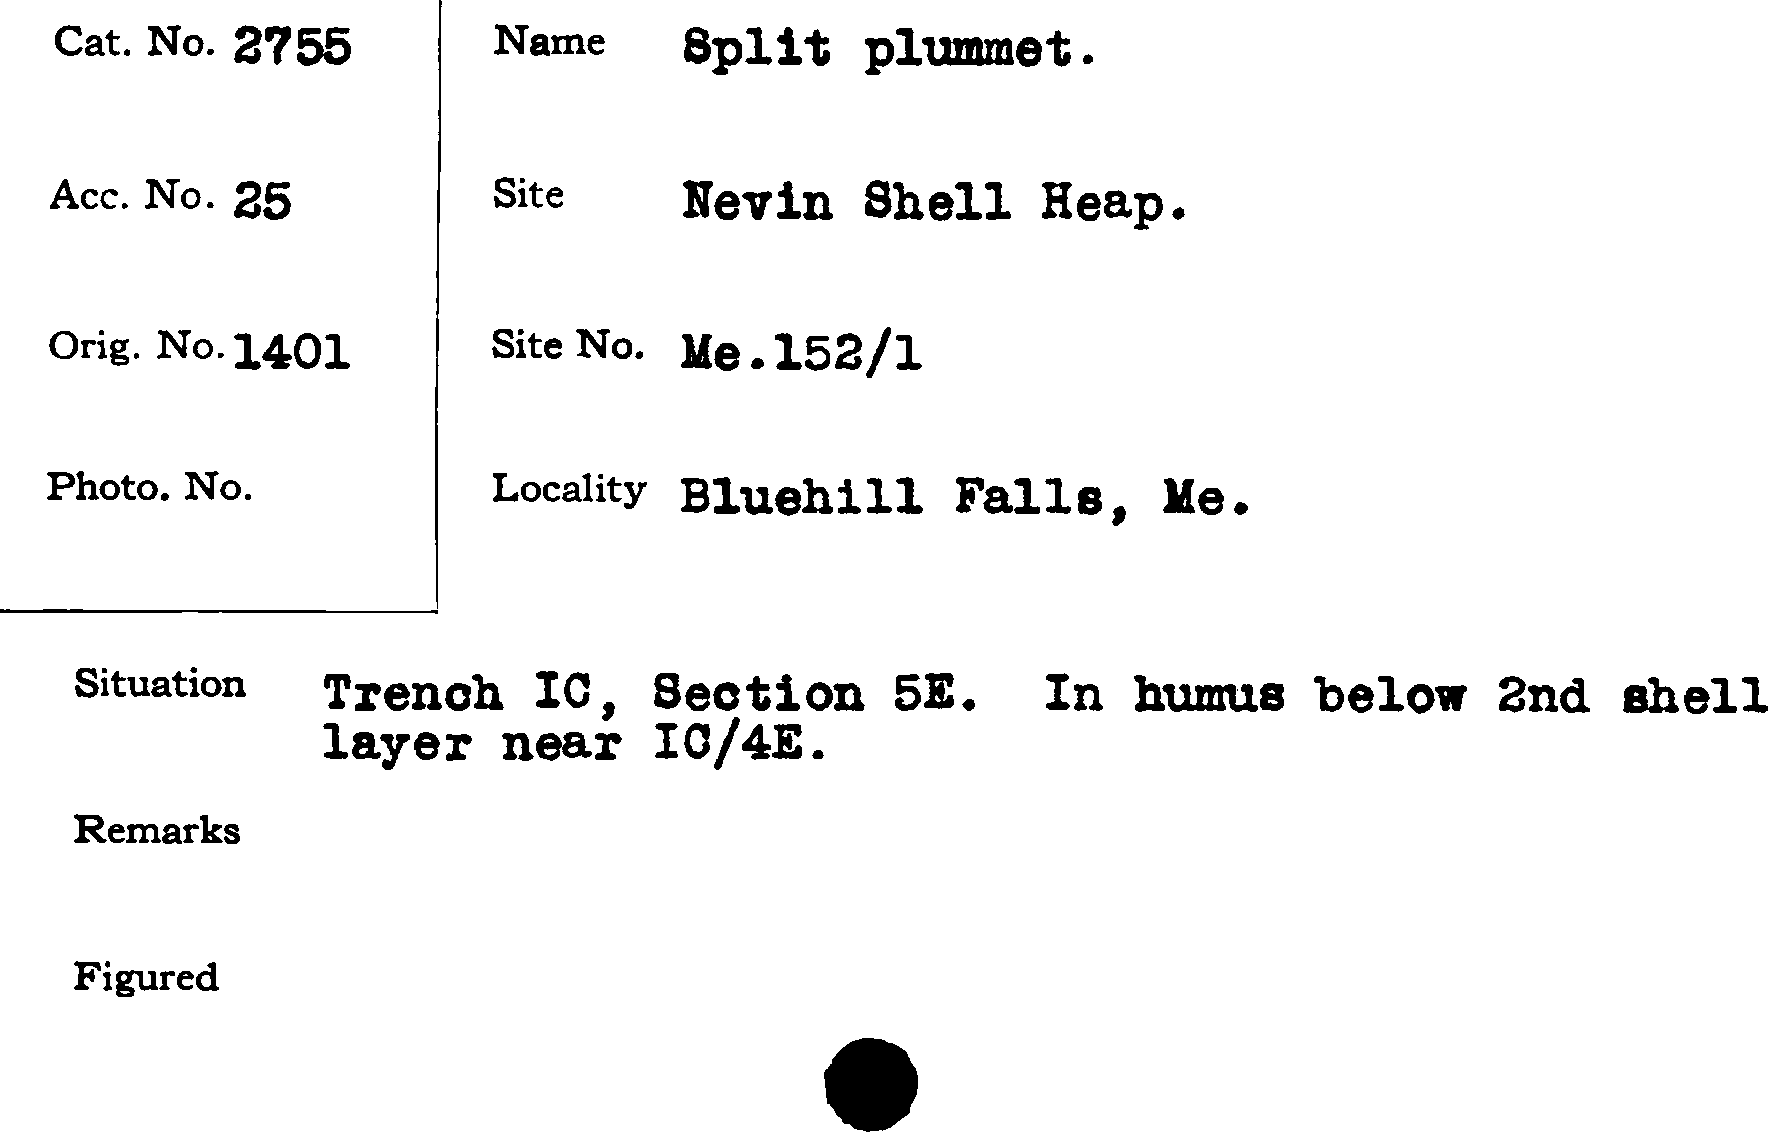 Cat. No. 2755
Name Split plummet.
Acc. No. 25
Site Nevin Shell Heap.
Orig. No. 1401
Site No. Me.152/1
Photo. No.
Locality Bluehill Falls, Me.
Situation Trench IC, Section 5E. In humus below 2nd shell
layer near IC/4E.
Remarks
Figured